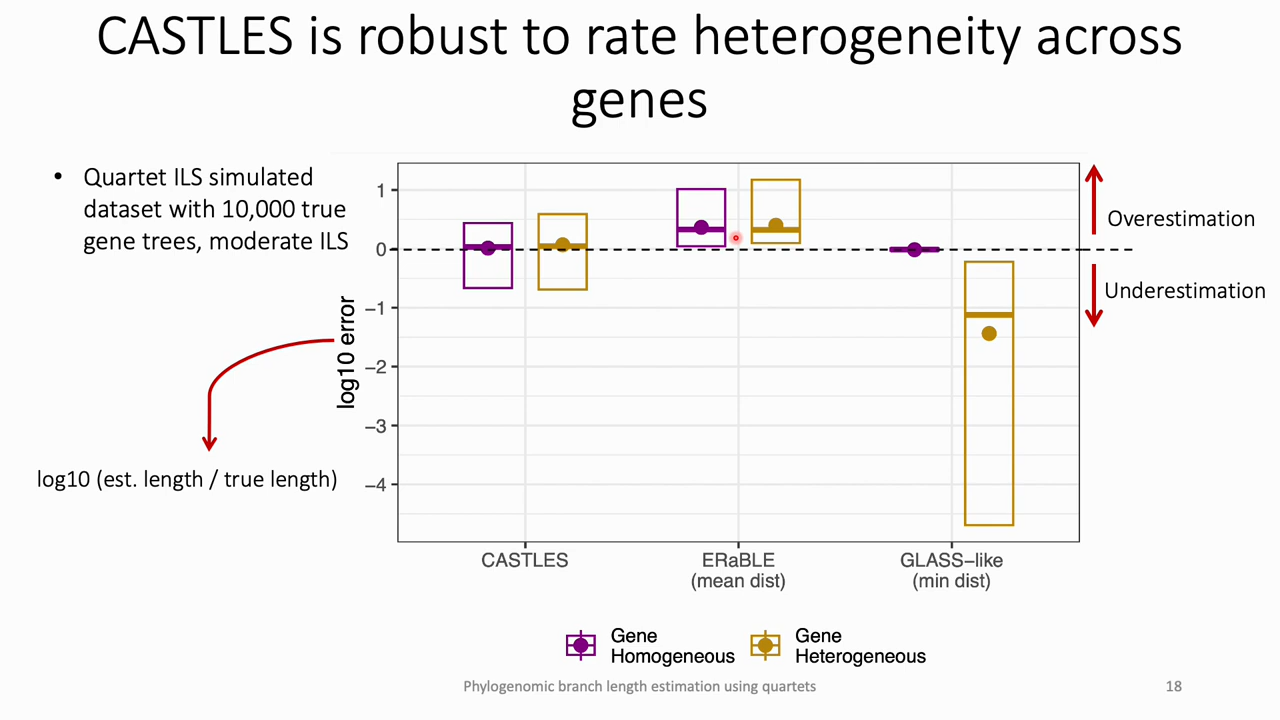 CASTLES is robust to rate heterogeneity across
genes
• Quartet ILS simulated
dataset with 10,000 true
gene trees, moderate ILS
log10 (est. length / true length)
log10 error
1
0
−1
−2
−3
−4
Overestimation
Underestimation
CASTLES
ERaBLE
(mean dist)
GLASS−like
(min dist)
Gene
Homogeneous
Gene
Heterogeneous
Phylogenomic branch length estimation using quartets
18